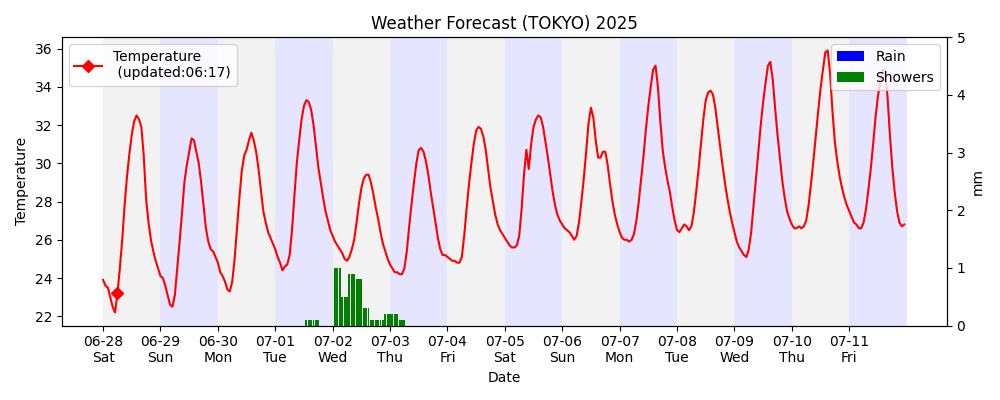 Weather Forecast (TOKYO) 2025
Temperature
(updated:06:17)
Rain
Showers
Temperature
36
34
32
30
28
26
24
22
5
4
3
2
1
0
mm
06-28 06-29 06-30 07-01 07-02 07-03 07-04 07-05 07-06 07-07 07-08 07-09 07-10 07-11
Sat Sun Mon Tue Wed Thu Fri Sat Sun Mon Tue Wed Thu Fri
Date